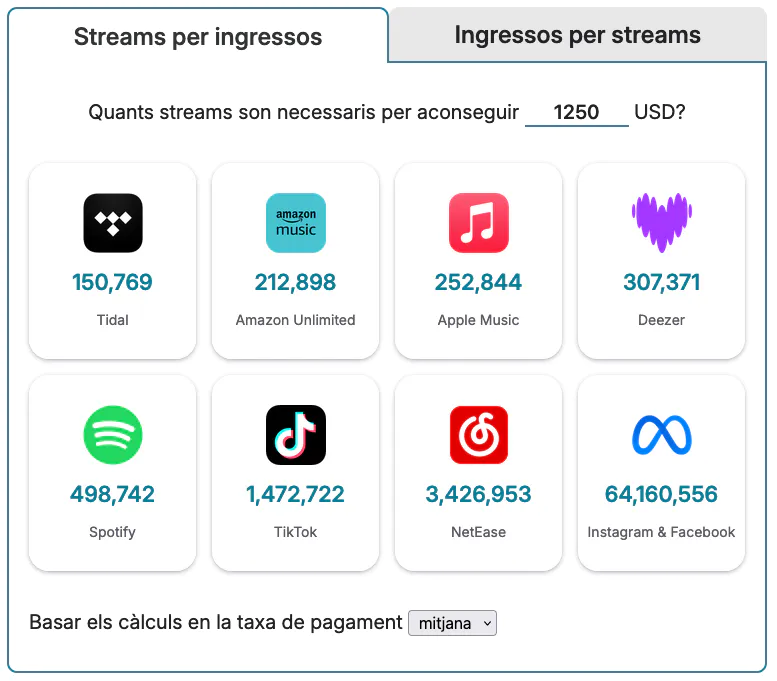 Streams per ingressos
Ingressos per streams
Quants streams son necessaris per aconseguir 1250 USD?
amazon
music
150,769
212,898
252,844
307,371
Tidal
Amazon Unlimited
Apple Music
Deezer
498,742
1,472,722
3,426,953
64,160,556
Spotify
TikTok
NetEase
Instagram & Facebook
Basar els càlculs en la taxa de pagament mitjana